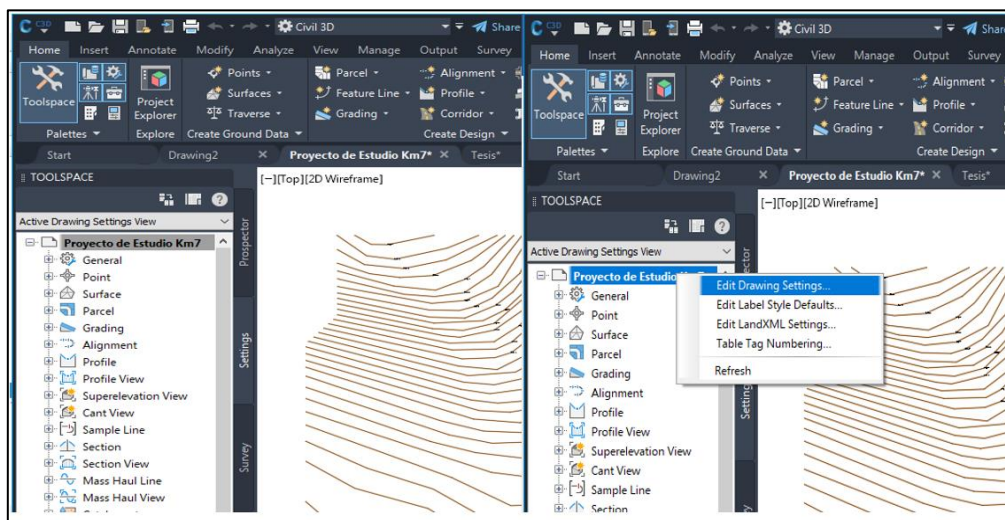 C3D Civil 3D Share
Home Insert Annotate Modify Analyze View Manage Output Survey
Toolspace
Project Explorer
Points
Surfaces
Traverse
Parcel
Feature Line
Grading
Alignment
Profile
Corridor
Palettes Explore Create Ground Data Create Design
Start Drawing2 Proyecto de Estudio Km7* Tesis*
TOOLSPACE
[−][Top][2D Wireframe]
Active Drawing Settings View
Proyecto de Estudio Km7
General
Point
Surface
Parcel
Grading
Alignment
Profile
Profile View
Superelevation View
Cant View
Sample Line
Section
Section View
Mass Haul Line
Mass Haul View
Prospector
Settings
Survey
C3D Civil 3D Share
Home Insert Annotate Modify Analyze View Manage Output Survey
Toolspace
Project Explorer
Points
Surfaces
Traverse
Parcel
Feature Line
Grading
Alignment
Profile
Corridor
Palettes Explore Create Ground Data Create Design
Start Drawing2 Proyecto de Estudio Km7* Tesis*
TOOLSPACE
[−][Top][2D Wireframe]
Active Drawing Settings View
Proyecto de Estudio
General
Point
Surface
Parcel
Grading
Alignment
Profile
Profile View
Superelevation View
Cant View
Sample Line
Section
Edit Drawing Settings...
Edit Label Style Defaults...
Edit LandXML Settings...
Table Tag Numbering...
Refresh
Survey